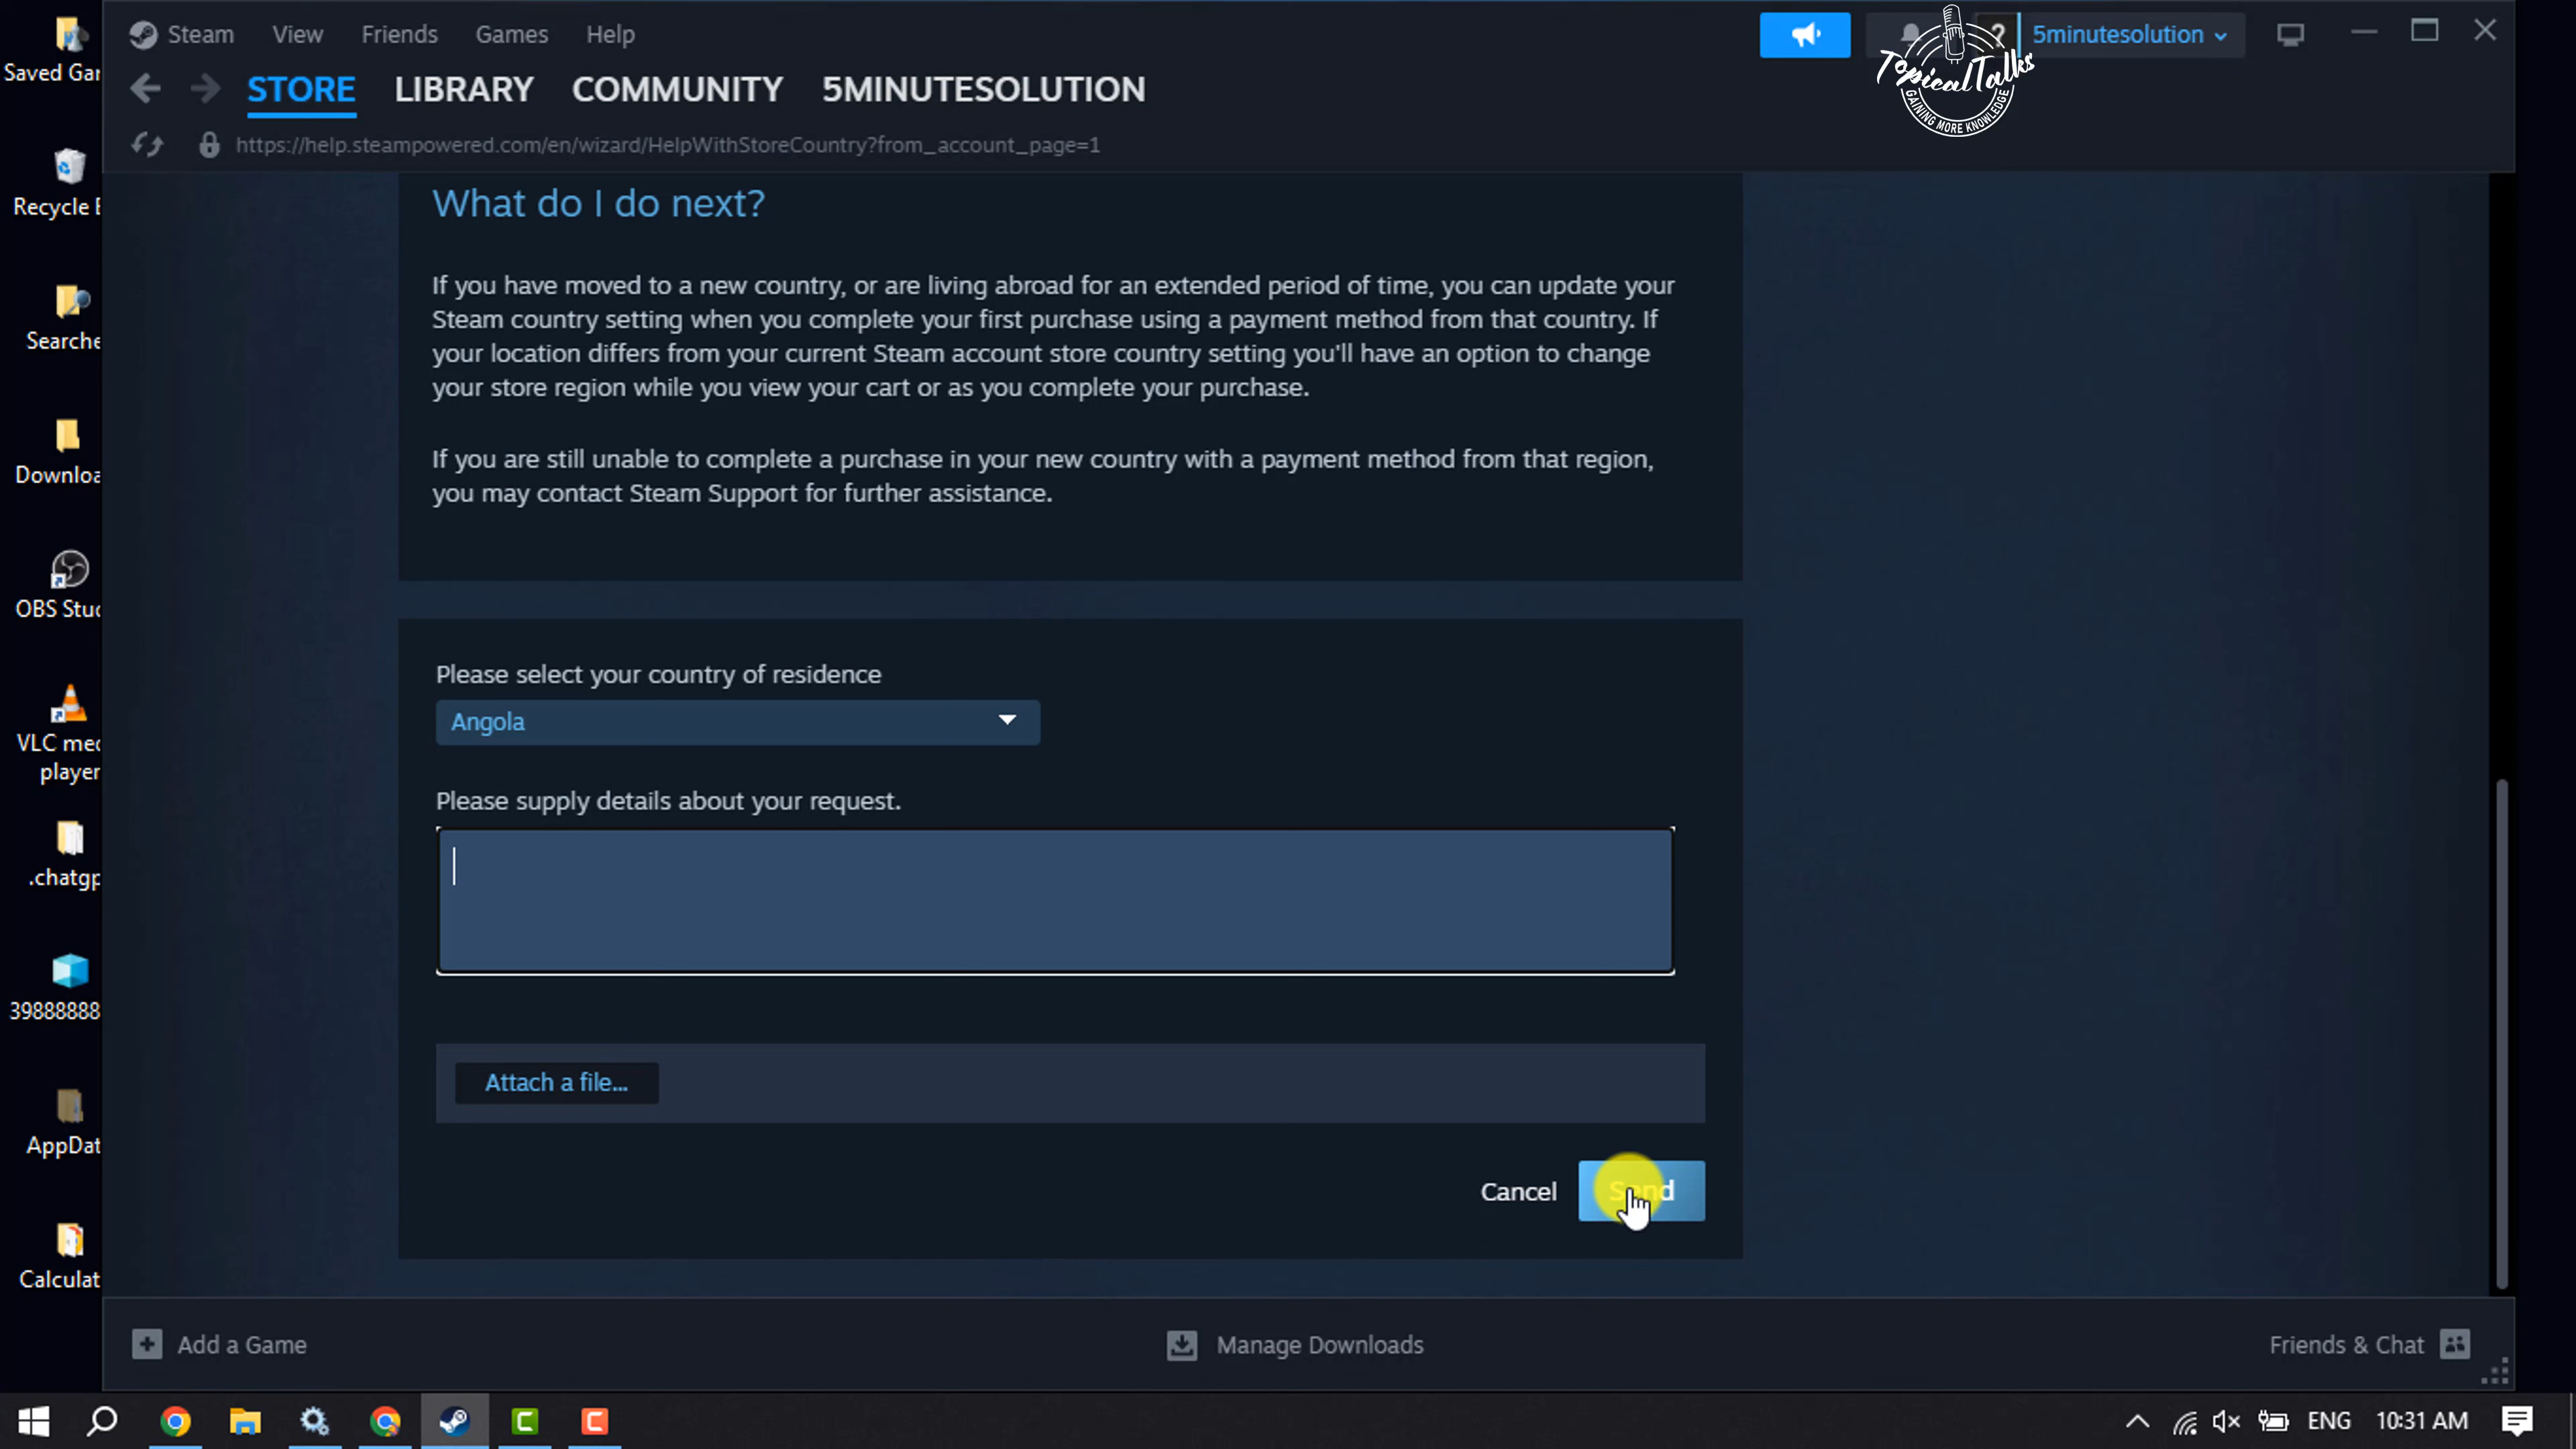 Saved Gar
Recycle E
Searche
Downloa
OBS Stuc
VLC mec
player
.chatgp
39888888
AppDat
Calculat
Steam View Friends Games Help
? 5minutesolution
TopicalTalks
GAINING MORE KNOWLEDGE
STORE LIBRARY COMMUNITY 5MINUTESOLUTION
https://help.steampowered.com/en/wizard/HelpWithStoreCountry?from_account_page=1
What do I do next?
If you have moved to a new country, or are living abroad for an extended period of time, you can update your
Steam country setting when you complete your first purchase using a payment method from that country. If
your location differs from your current Steam account store country setting you'll have an option to change
your store region while you view your cart or as you complete your purchase.
If you are still unable to complete a purchase in your new country with a payment method from that region,
you may contact Steam Support for further assistance.
Please select your country of residence
Angola
Please supply details about your request.
Attach a file...
Cancel Send
Add a Game Manage Downloads Friends & Chat
ENG 10:31 AM